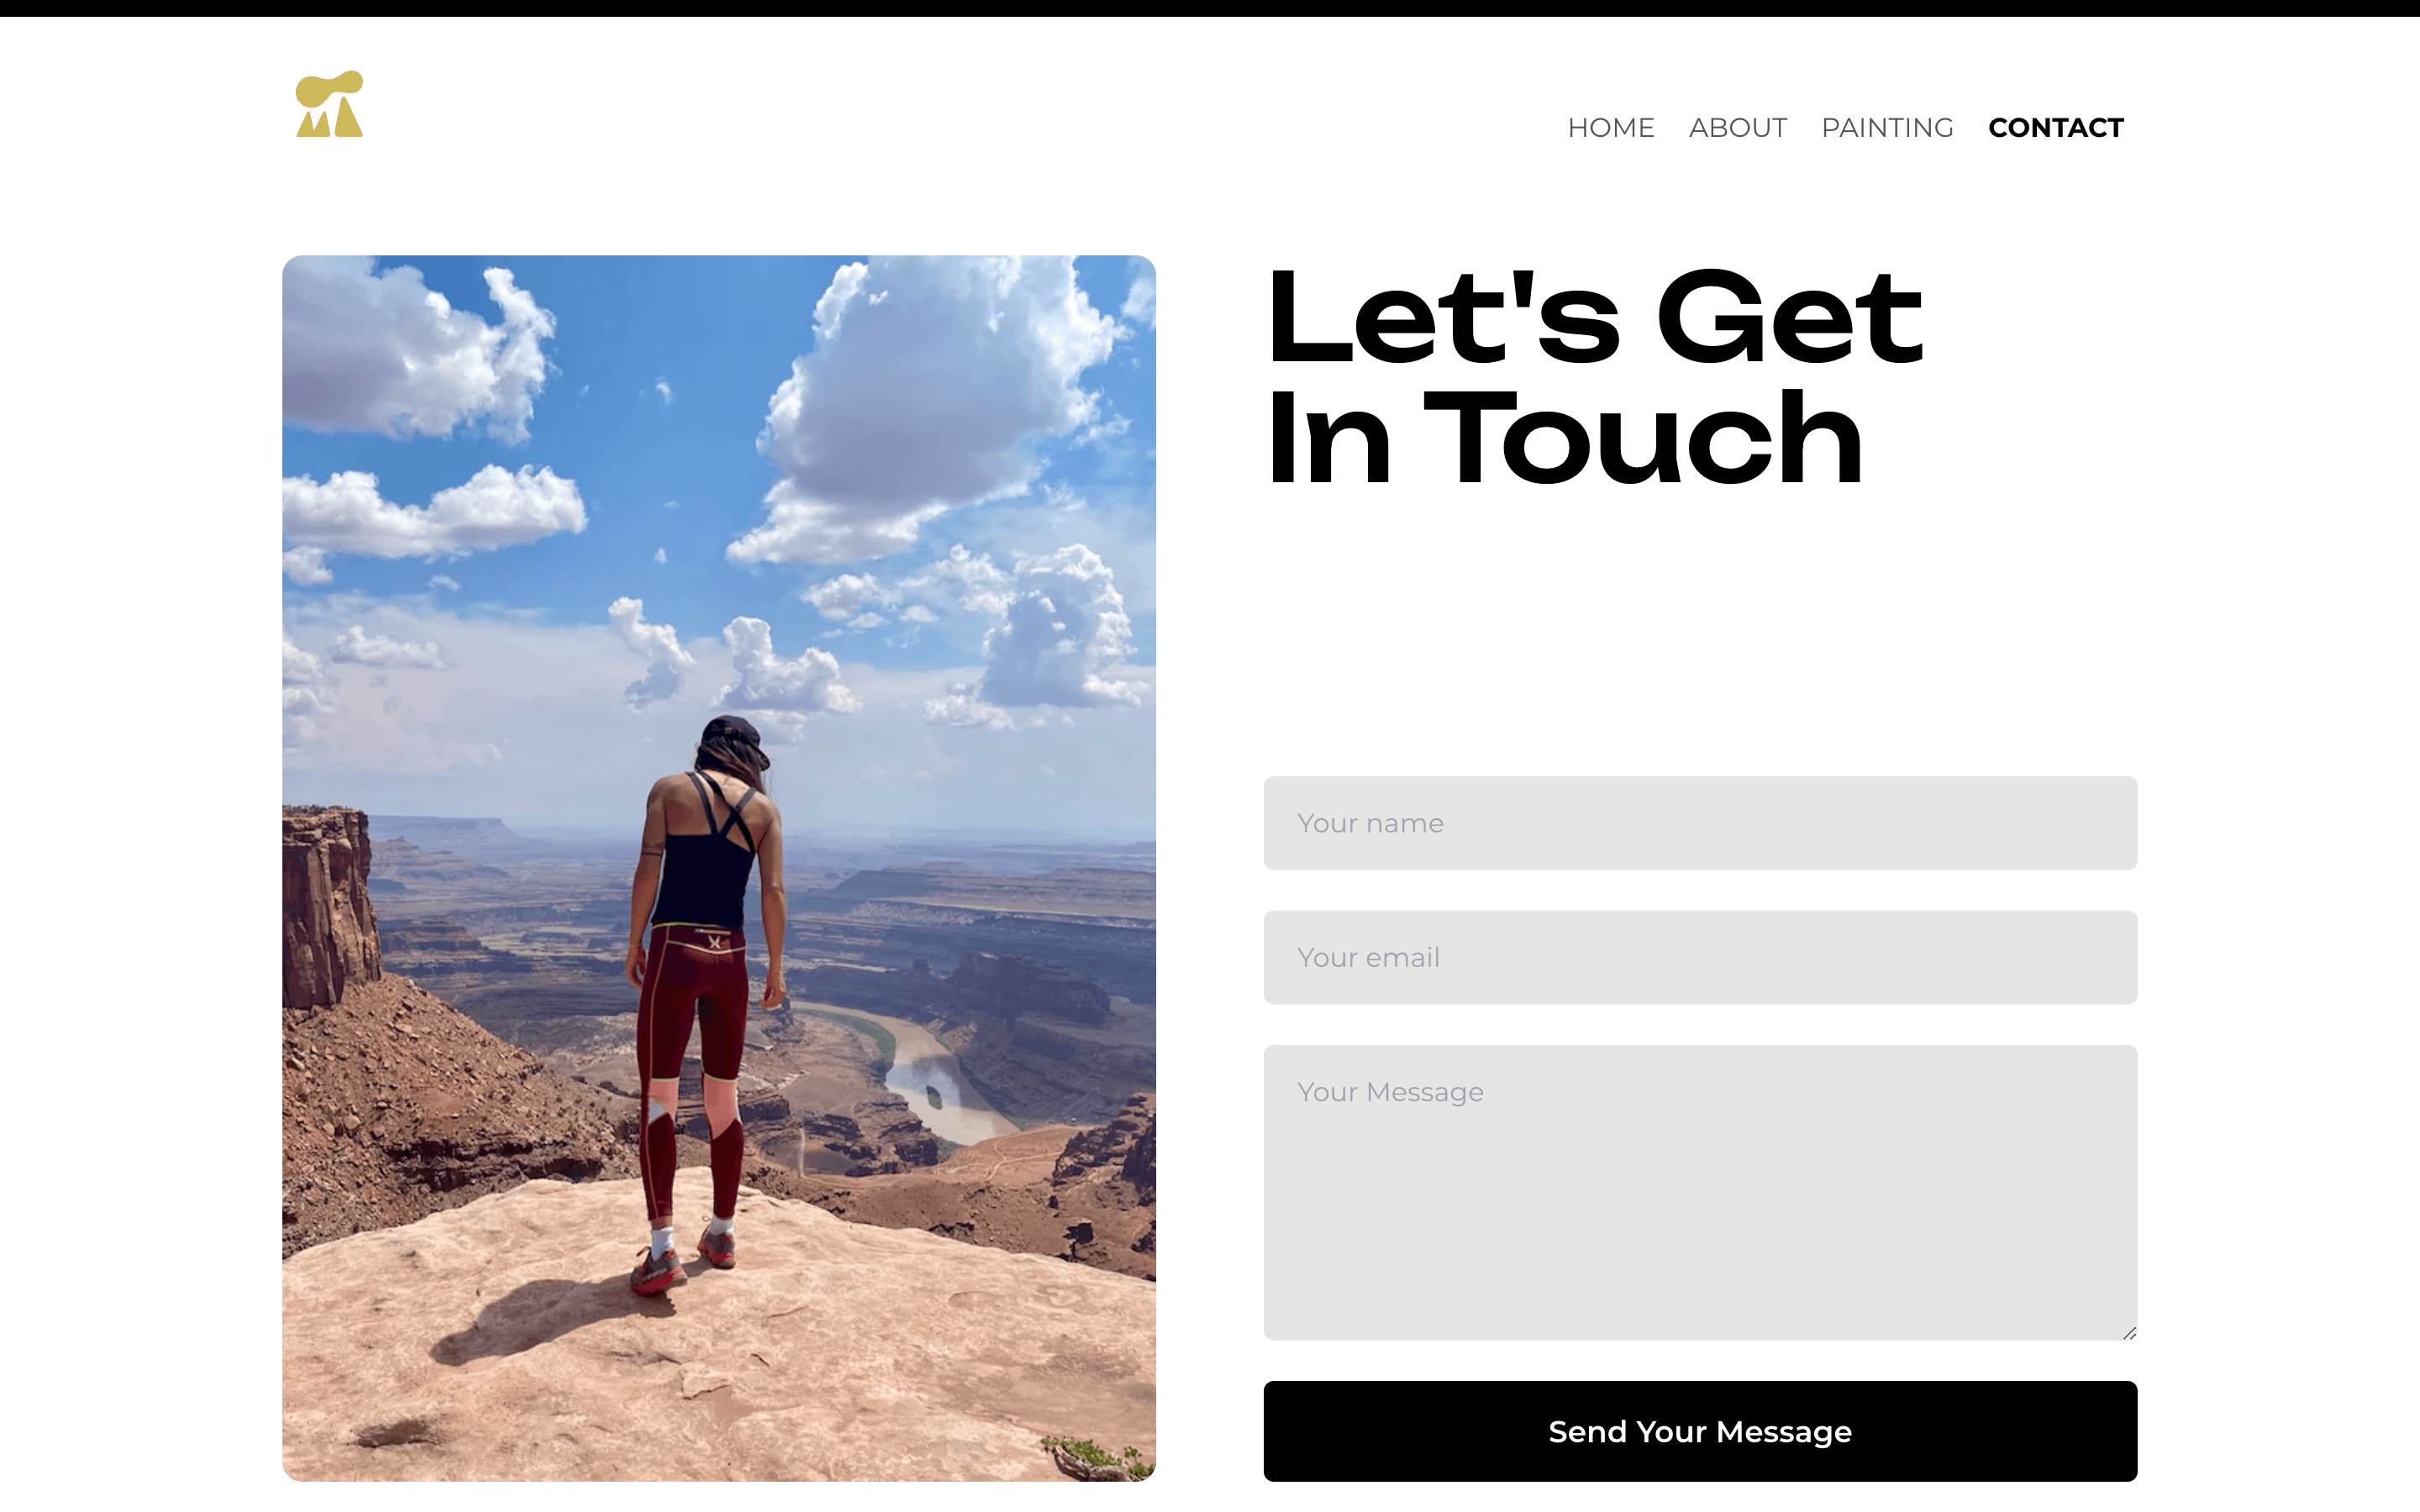 HOME ABOUT PAINTING CONTACT
Let's Get
In Touch
Your name
Your email
Your Message
Send Your Message